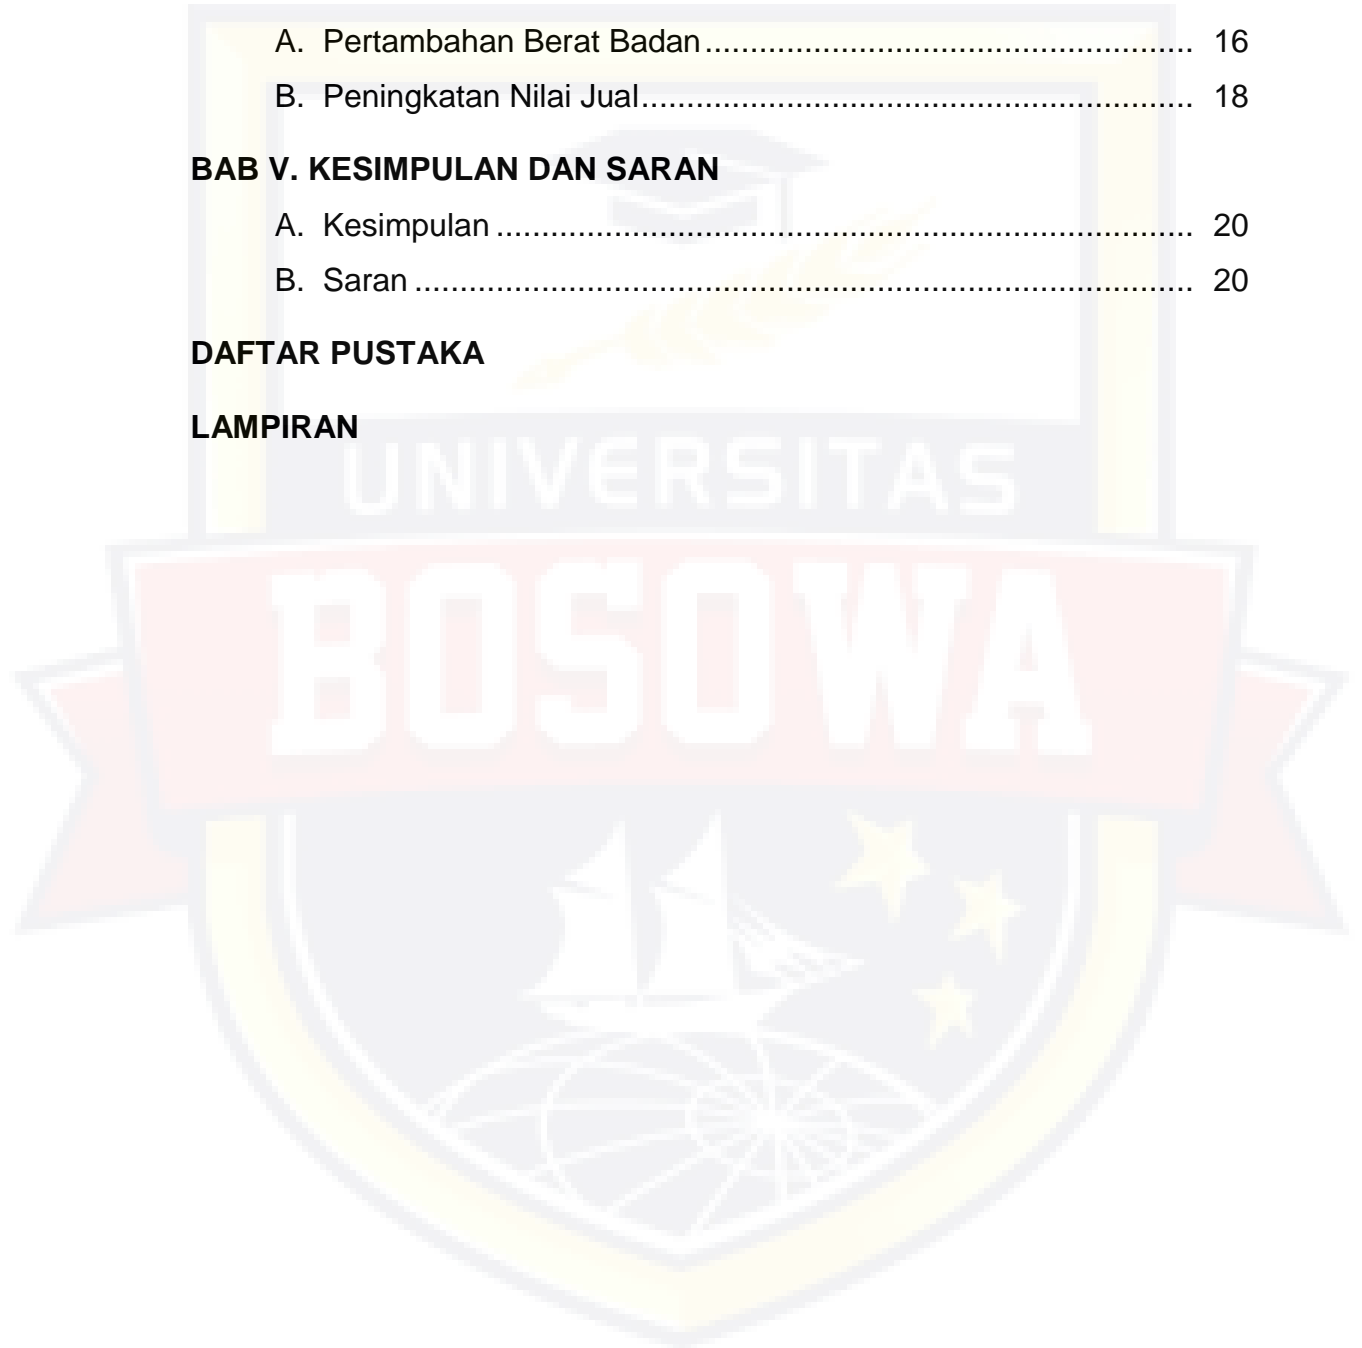 A. Pertambahan Berat Badan...................................................... 16
B. Peningkatan Nilai Jual............................................................. 18
BAB V. KESIMPULAN DAN SARAN
A. Kesimpulan ............................................................................. 20
B. Saran ...................................................................................... 20
DAFTAR PUSTAKA
LAMPIRAN
UNIVERSITAS
BOSOWA